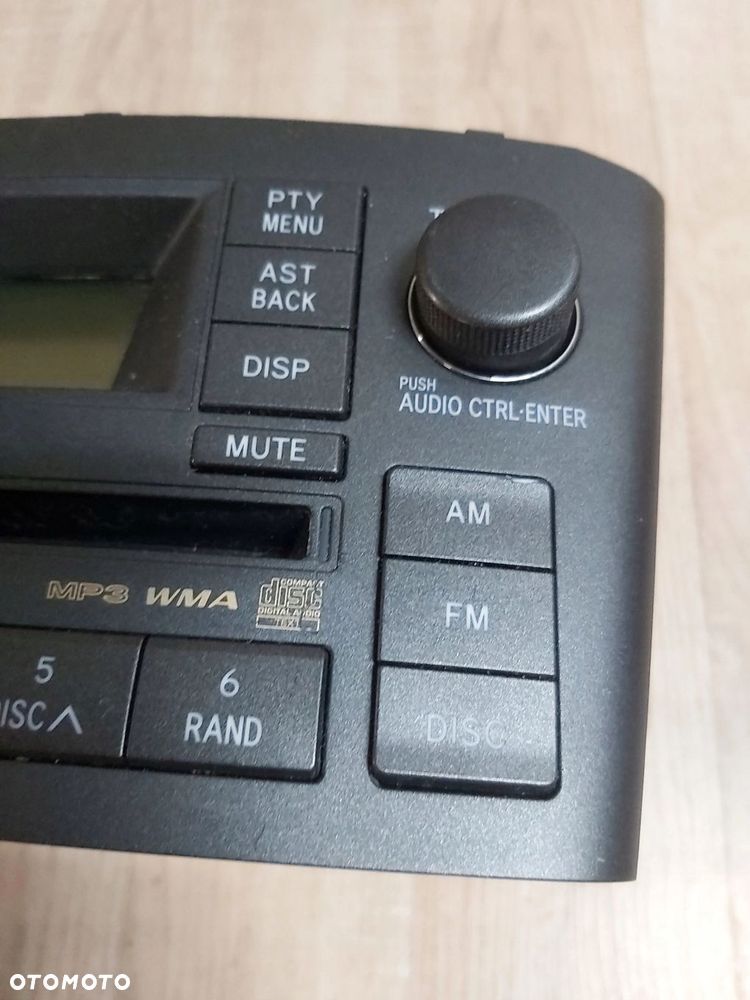 PTY
MENU
AST
BACK
DISP
PUSH
AUDIO CTRL·ENTER
MUTE
AM
MP3 WMA
COMPACT
disc
DIGITAL AUDIO
TEXT
FM
5
6
RAND
DISC
OTOMOTO